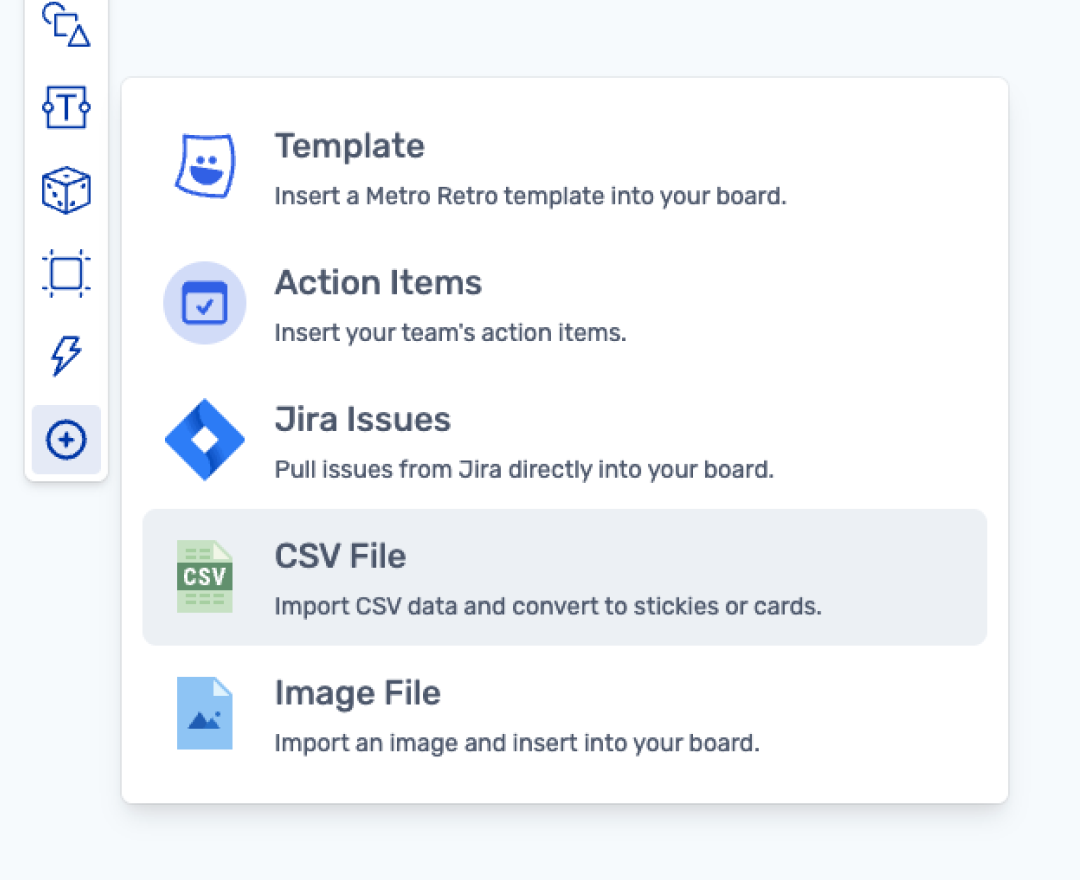 T
Template
Insert a Metro Retro template into your board.
Action Items
Insert your team's action items.
Jira Issues
Pull issues from Jira directly into your board.
CSV
CSV File
Import CSV data and convert to stickies or cards.
Image File
Import an image and insert into your board.